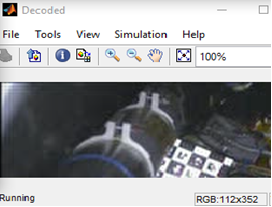 Decoded
File Tools View Simulation Help
100%
Running
RGB:112x352